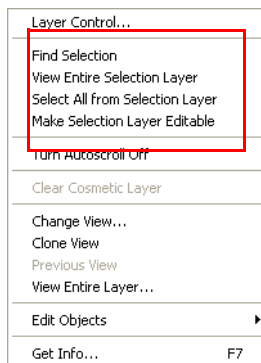 Layer Control...
Find Selection
View Entire Selection Layer
Select All from Selection Layer
Make Selection Layer Editable
Turn Autoscroll Off
Clear Cosmetic Layer
Change View...
Clone View
Previous View
View Entire Layer...
Edit Objects
Get Info... F7